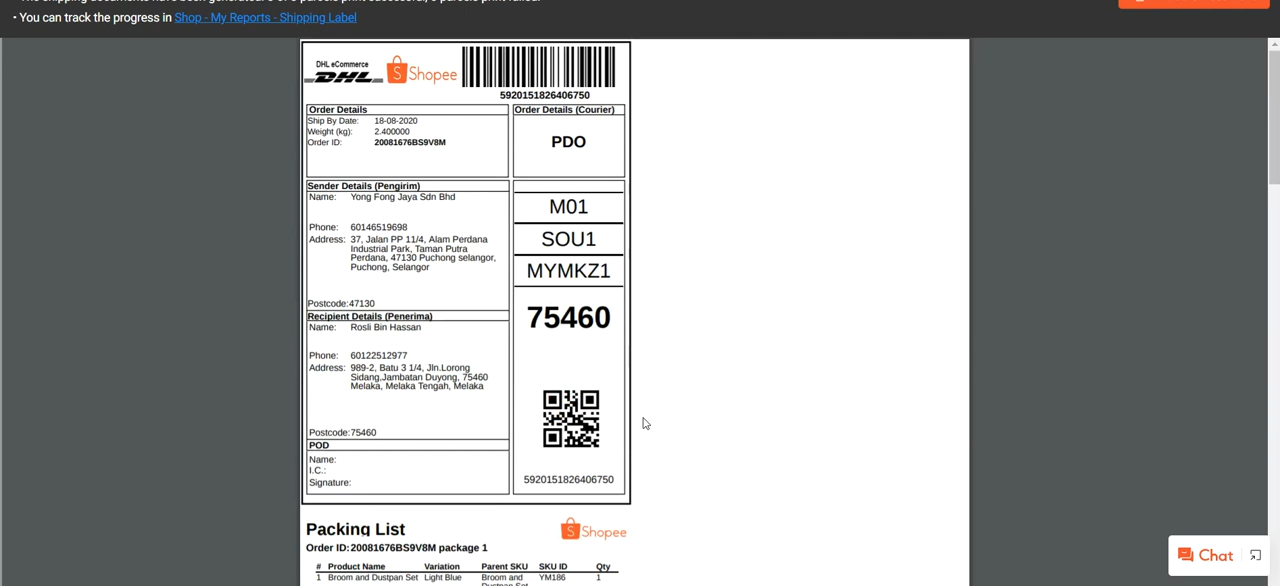 • You can track the progress in Shop - My Reports - Shipping Label
DHL eCommerce
DHL
Shopee
5920151826406750
Order Details
Ship By Date: 18-08-2020
Weight (kg): 2.400000
Order ID: 20081676BS9V8M
Order Details (Courier)
PDO
Sender Details (Pengirim)
Name: Yong Fong Jaya Sdn Bhd
Phone: 60146519698
Address: 37, Jalan PP 11/4, Alam Perdana
Industrial Park, Taman Putra
Perdana, 47130 Puchong selangor,
Puchong, Selangor
Postcode:47130
M01
SOU1
MYMKZ1
75460
Recipient Details (Penerima)
Name: Rosli Bin Hassan
Phone: 60122512977
Address: 989-2, Batu 3 1/4, Jln.Lorong
Sidang,Jambatan Duyong, 75460
Melaka, Melaka Tengah, Melaka
Postcode:75460
POD
Name:
I.C.:
Signature:
5920151826406750
Packing List
Shopee
Order ID:20081676BS9V8M package 1
# Product Name Variation Parent SKU SKU ID Qty
1 Broom and Dustpan Set Light Blue Broom and YM186 1
Dustpan Set
Chat